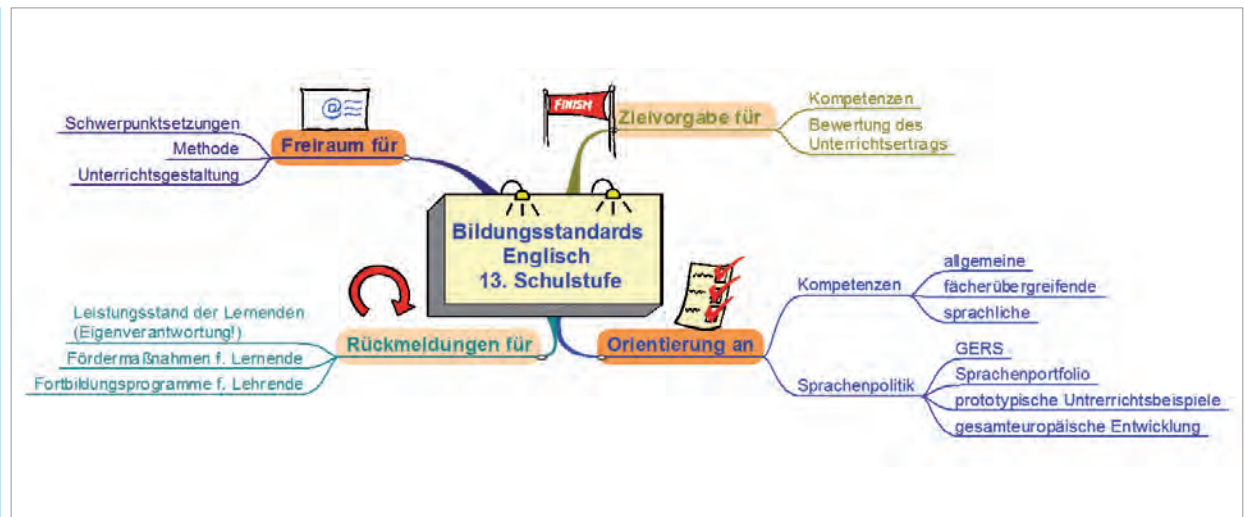 Bildungsstandards
Englisch
13. Schulstufe
Freiraum für
Schwerpunktsetzungen
Methode
Unterrichtsgestaltung
@
FINISH
Zielvorgabe für
Kompetenzen
Bewertung des
Unterrichtsertrags
Rückmeldungen für
Leistungsstand der Lernenden
(Eigenverantwortung!)
Fördermaßnahmen f. Lernende
Fortbildungsprogramme f. Lehrende
Orientierung an
Kompetenzen
allgemeine
fächerübergreifende
sprachliche
Sprachenpolitik
GERS
Sprachenportfolio
prototypische Untrerrichtsbeispiele
gesamteuropäische Entwicklung